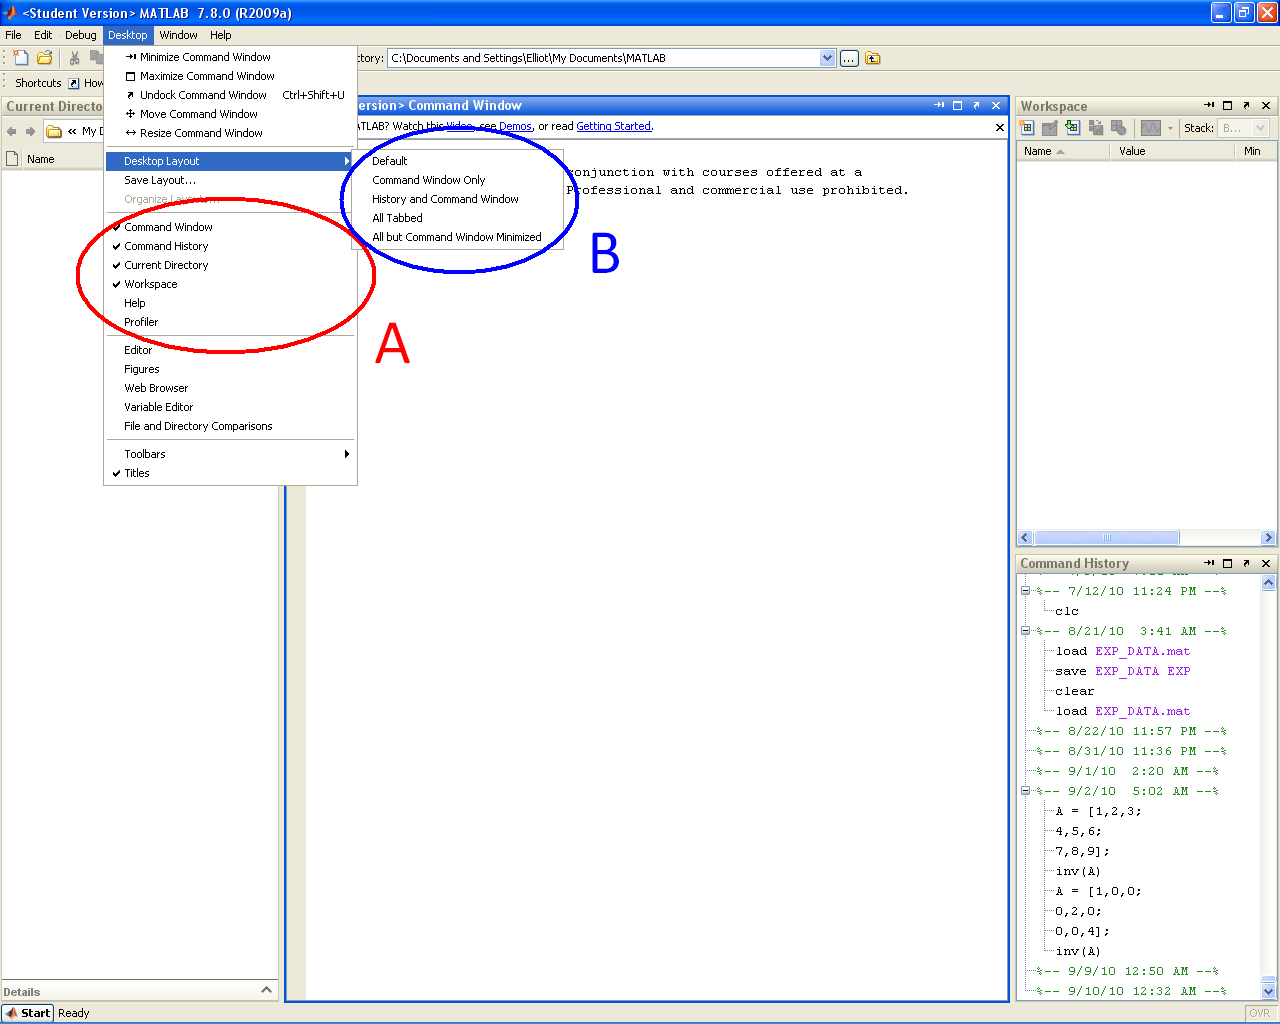 <Student Version> MATLAB 7.8.0 (R2009a)
File Edit Debug Desktop Window Help
ctory: C:\Documents and Settings\Elliot\My Documents\MATLAB
Shortcuts How
Current Directo
« My D
Name
Minimize Command Window
Maximize Command Window
Undock Command Window Ctrl+Shift+U
Move Command Window
Resize Command Window
Desktop Layout
Save Layout...
Organize Layouts...
Command Window
Command History
Current Directory
Workspace
Help
Profiler
Editor
Figures
Web Browser
Variable Editor
File and Directory Comparisons
Toolbars
Titles
A
Default
Command Window Only
History and Command Window
All Tabbed
All but Command Window Minimized
B
ersion> Command Window
ATLAB? Watch this Video, see Demos, or read Getting Started.
conjunction with courses offered at a
Professional and commercial use prohibited.
Workspace
Stack: B...
Name Value Min
Command History
%-- 7/12/10 11:24 PM --%
clc
%-- 8/21/10 3:41 AM --%
load EXP_DATA.mat
save EXP_DATA EXP
clear
load EXP_DATA.mat
%-- 8/22/10 11:57 PM --%
%-- 8/31/10 11:36 PM --%
%-- 9/1/10 2:20 AM --%
%-- 9/2/10 5:02 AM --%
A = [1,2,3;
4,5,6;
7,8,9];
inv(A)
A = [1,0,0;
0,2,0;
0,0,4];
inv(A)
%-- 9/9/10 12:50 AM --%
%-- 9/10/10 12:32 AM --%
Details
Start Ready
OVR